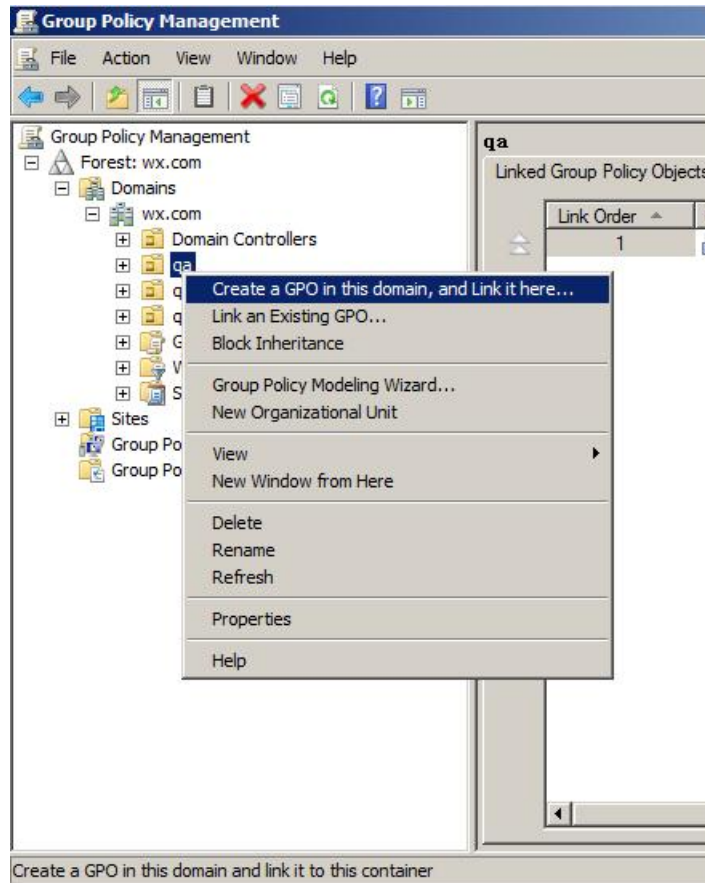 Group Policy Management
File Action View Window Help
Group Policy Management
Forest: wx.com
Domains
wx.com
Domain Controllers
qa
q
q
G
W
S
Sites
Group Po
Group Po
Create a GPO in this domain, and Link it here...
Link an Existing GPO...
Block Inheritance
Group Policy Modeling Wizard...
New Organizational Unit
View
New Window from Here
Delete
Rename
Refresh
Properties
Help
qa
Linked Group Policy Objects
Link Order
1
Create a GPO in this domain and link it to this container